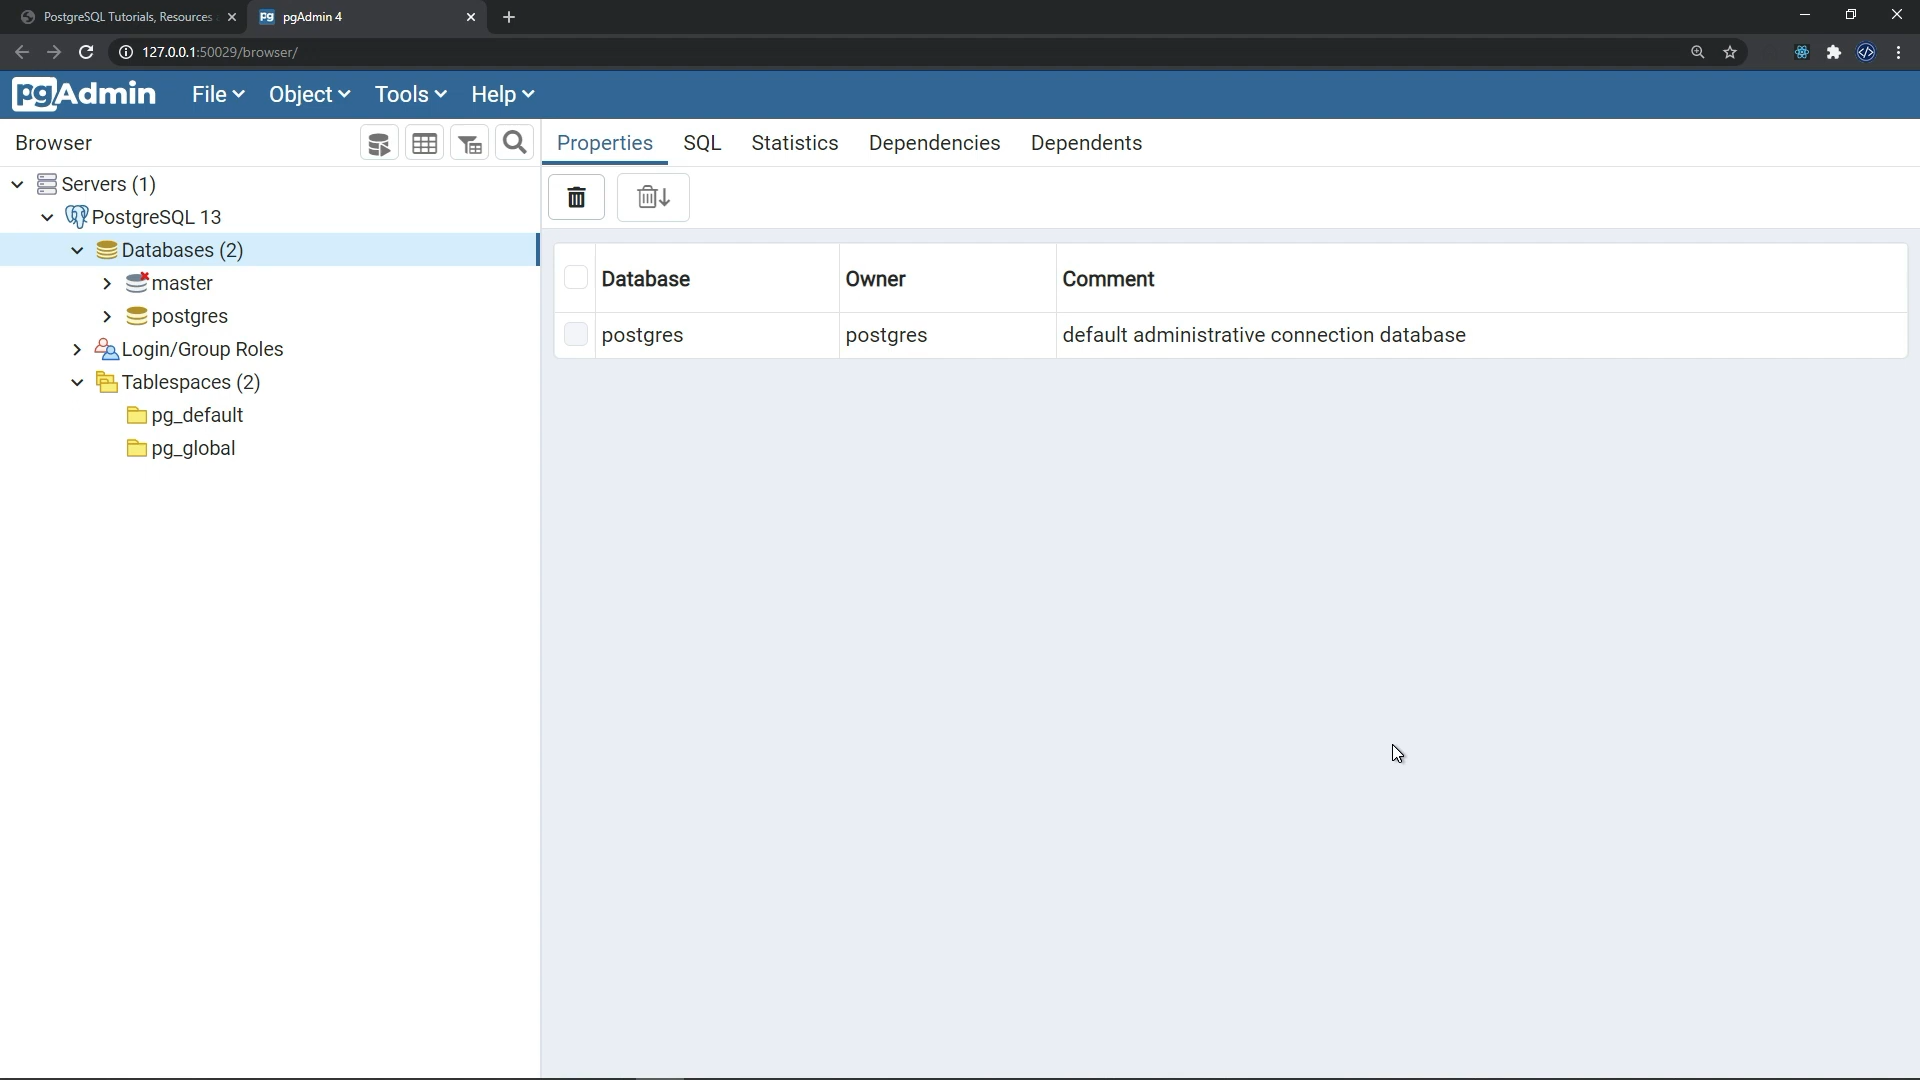 PostgreSQL Tutorials, Resources
pgAdmin 4
127.0.0.1:50029/browser/
pgAdmin
File
Object
Tools
Help
Browser
Properties
SQL
Statistics
Dependencies
Dependents
Servers (1)
PostgreSQL 13
Databases (2)
master
postgres
Login/Group Roles
Tablespaces (2)
pg_default
pg_global
Database
Owner
Comment
postgres
postgres
default administrative connection database